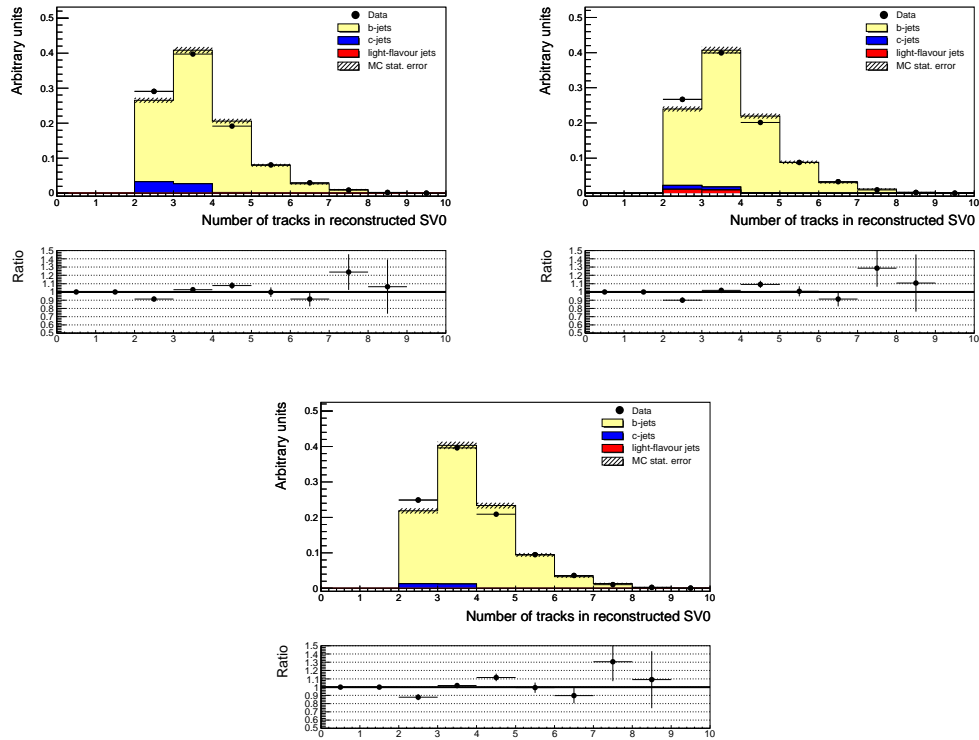 Arbitrary units
0.5
0.4
0.3
0.2
0.1
0
Data
b-jets
c-jets
light-flavour jets
MC stat. error
0 1 2 3 4 5 6 7 8 9 10
Number of tracks in reconstructed SV0
Ratio
1.5
1.4
1.3
1.2
1.1
1
0.9
0.8
0.7
0.6
0.5
0 1 2 3 4 5 6 7 8 9 10
Arbitrary units
0.5
0.4
0.3
0.2
0.1
0
Data
b-jets
c-jets
light-flavour jets
MC stat. error
0 1 2 3 4 5 6 7 8 9 10
Number of tracks in reconstructed SV0
Ratio
1.5
1.4
1.3
1.2
1.1
1
0.9
0.8
0.7
0.6
0.5
0 1 2 3 4 5 6 7 8 9 10
Arbitrary units
0.5
0.4
0.3
0.2
0.1
0
Data
b-jets
c-jets
light-flavour jets
MC stat. error
0 1 2 3 4 5 6 7 8 9 10
Number of tracks in reconstructed SV0
Ratio
1.5
1.4
1.3
1.2
1.1
1
0.9
0.8
0.7
0.6
0.5
0 1 2 3 4 5 6 7 8 9 10